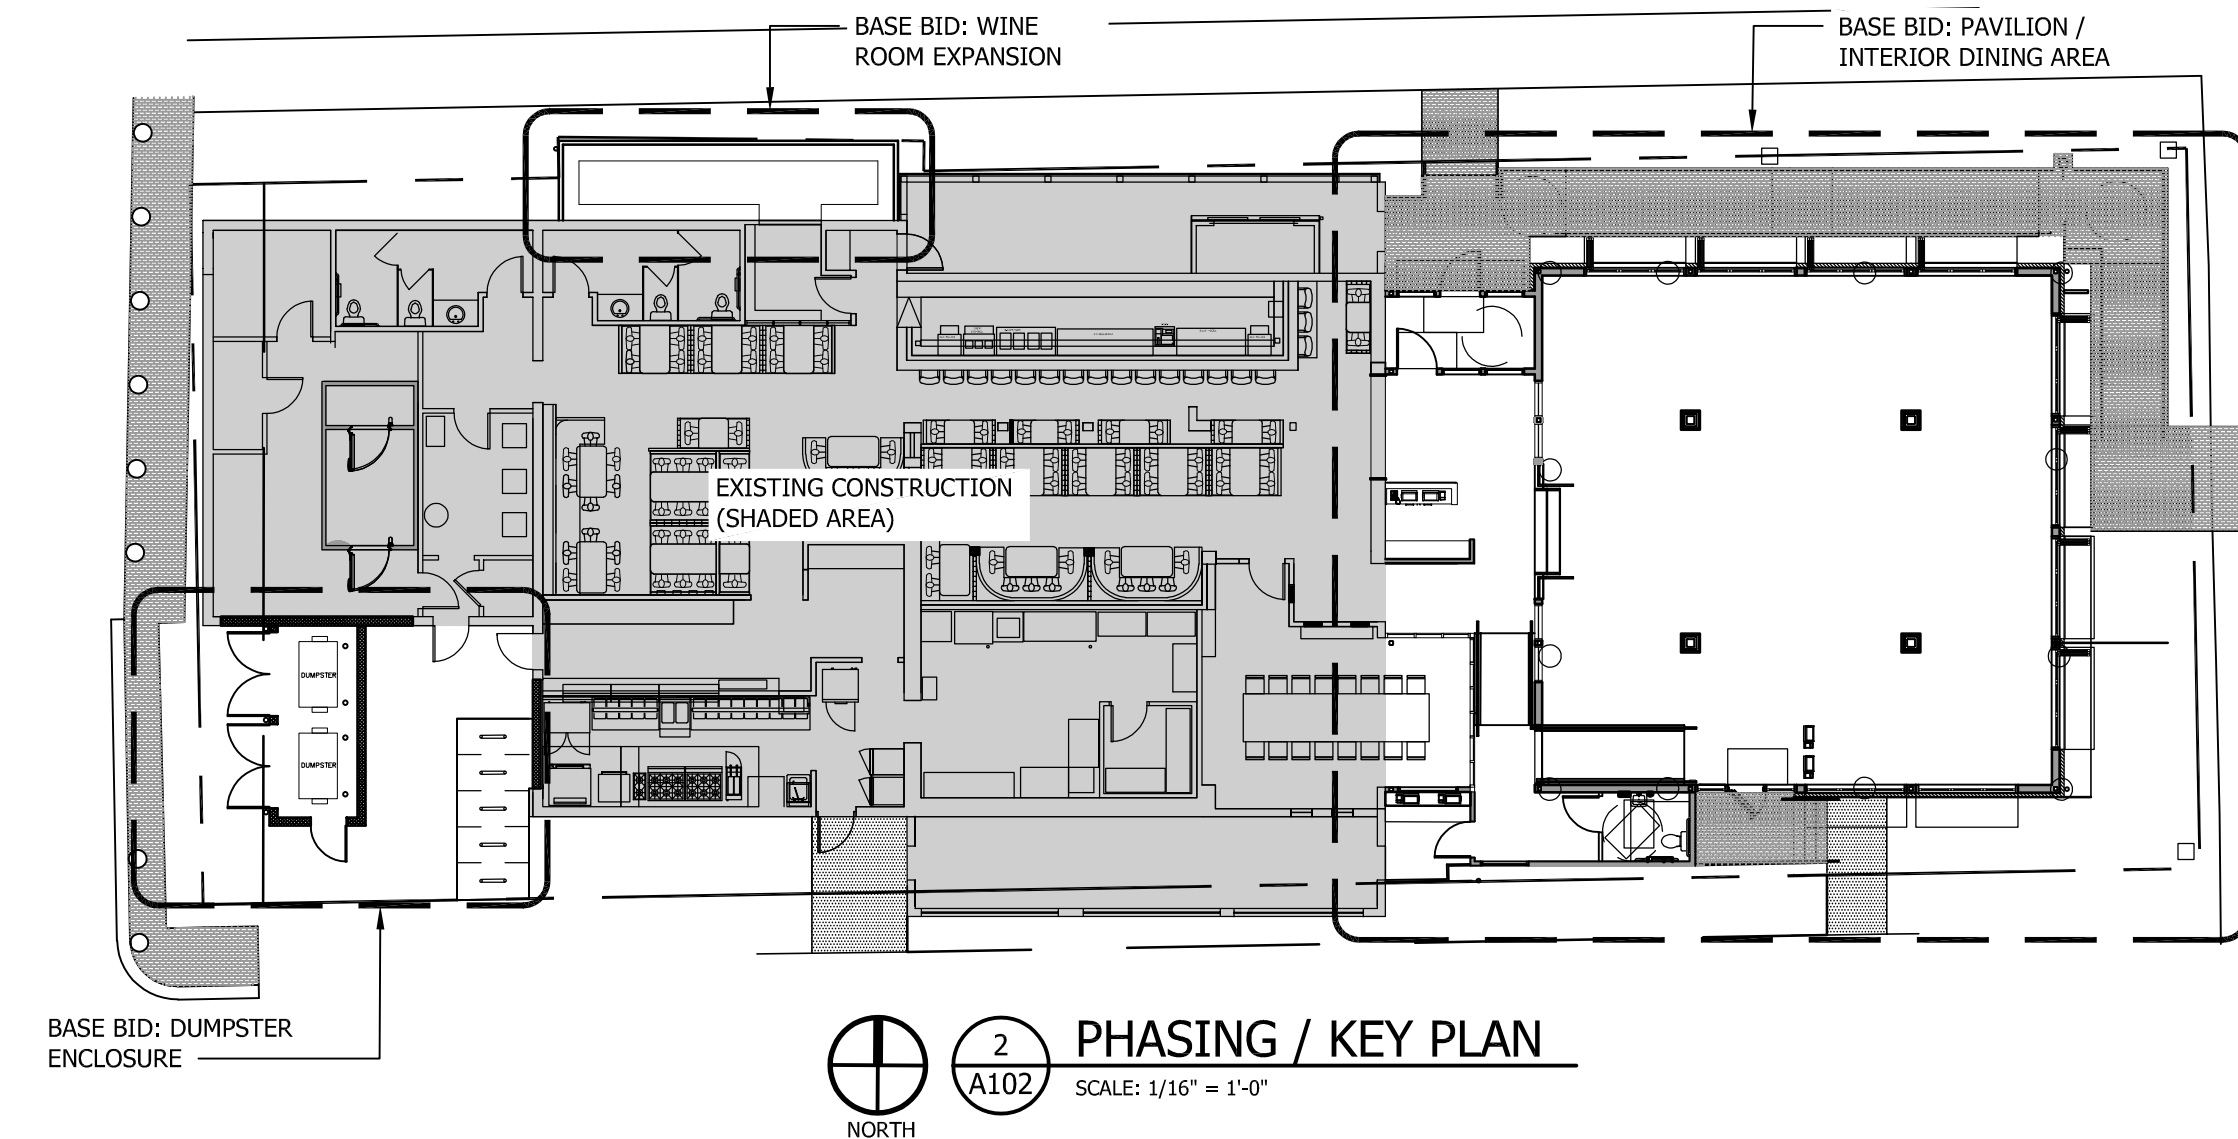 BASE BID: WINE
ROOM EXPANSION
BASE BID: PAVILION /
INTERIOR DINING AREA
EXISTING CONSTRUCTION
(SHADED AREA)
DUMPSTER
DUMPSTER
BASE BID: DUMPSTER
ENCLOSURE
2
A102
PHASING / KEY PLAN
SCALE: 1/16" = 1'-0"
NORTH